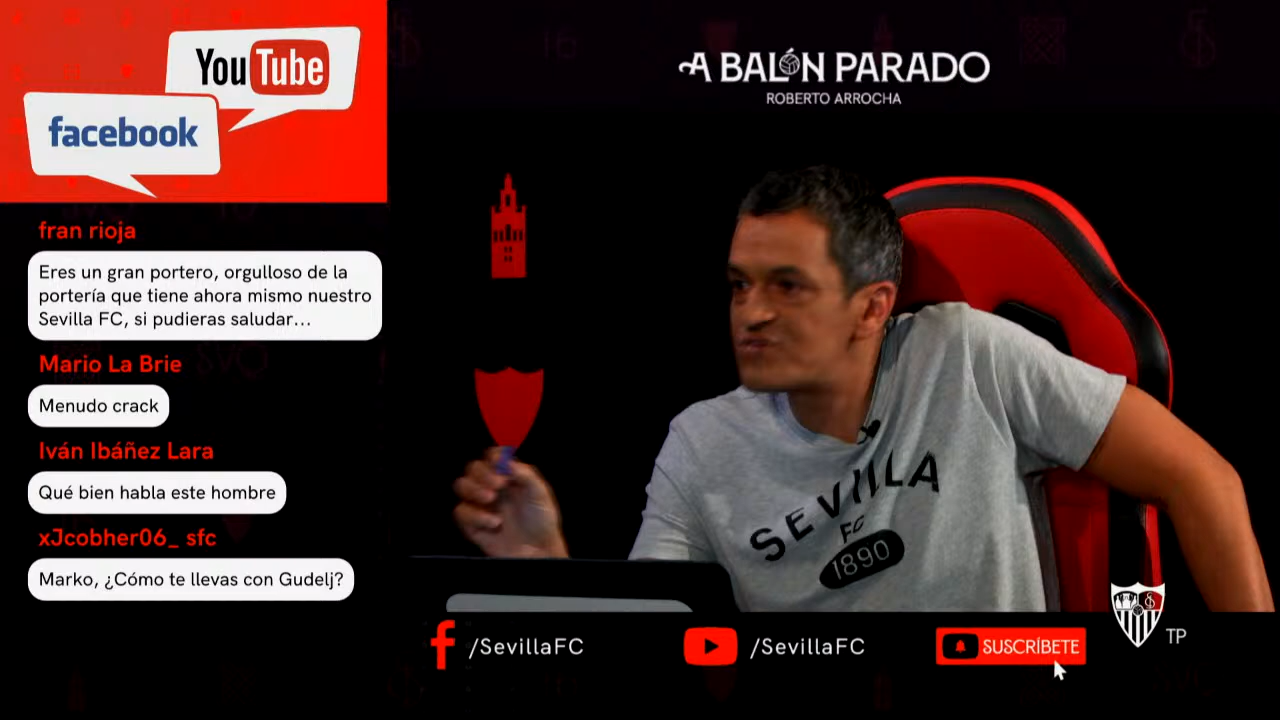 YouTube
facebook
A BALÓN PARADO
ROBERTO ARROCHA
fran rioja
Eres un gran portero, orgulloso de la
portería que tiene ahora mismo nuestro
Sevilla FC, si pudieras saludar...
Mario La Brie
Menudo crack
Iván Ibáñez Lara
Qué bien habla este hombre
xJcobher06_ sfc
Marko, ¿Cómo te llevas con Gudelj?
SEVILLA
FC
1890
/SevillaFC
/SevillaFC
SUSCRÍBETE
TP